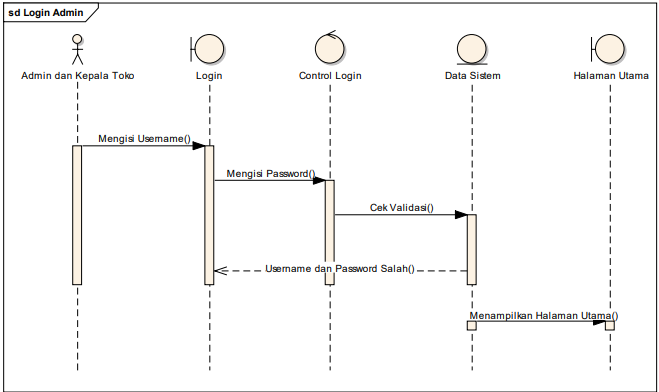 sd Login Admin
Admin dan Kepala Toko
Login
Control Login
Data Sistem
Halaman Utama
Mengisi Username()
Mengisi Password()
Cek Validasi()
Username dan Password Salah()
Menampilkan Halaman Utama()